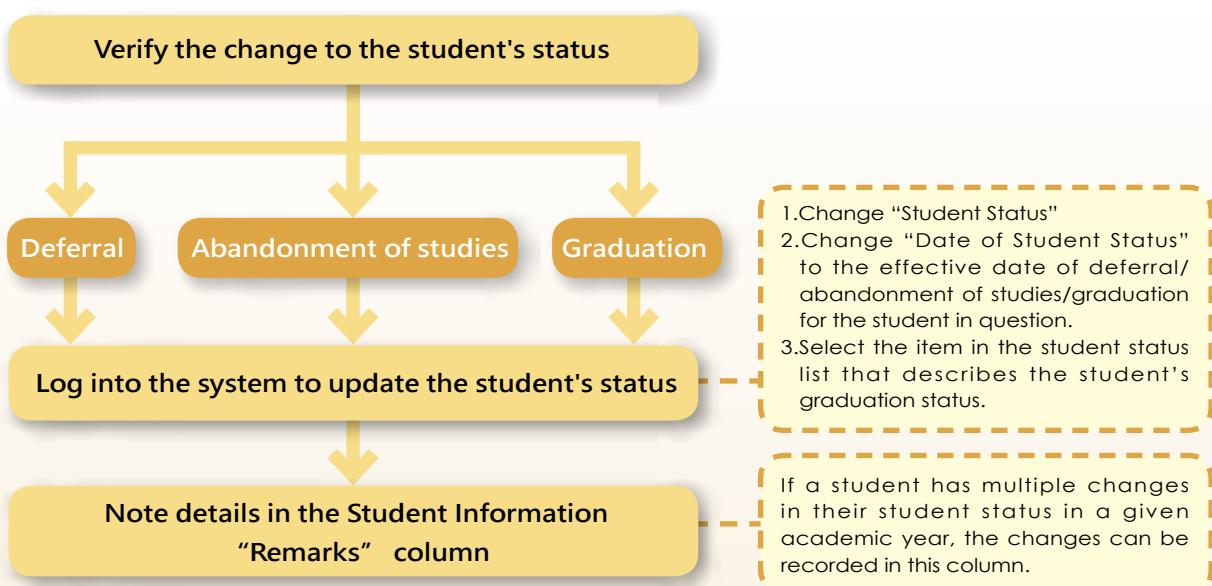 Verify the change to the student's status
Deferral
Abandonment of studies
Graduation
1.Change “Student Status”
2.Change “Date of Student Status”
to the effective date of deferral/
abandonment of studies/graduation
for the student in question.
3.Select the item in the student status
list that describes the student’s
graduation status.
Log into the system to update the student's status
Note details in the Student Information
“Remarks” column
If a student has multiple changes
in their student status in a given
academic year, the changes can be
recorded in this column.